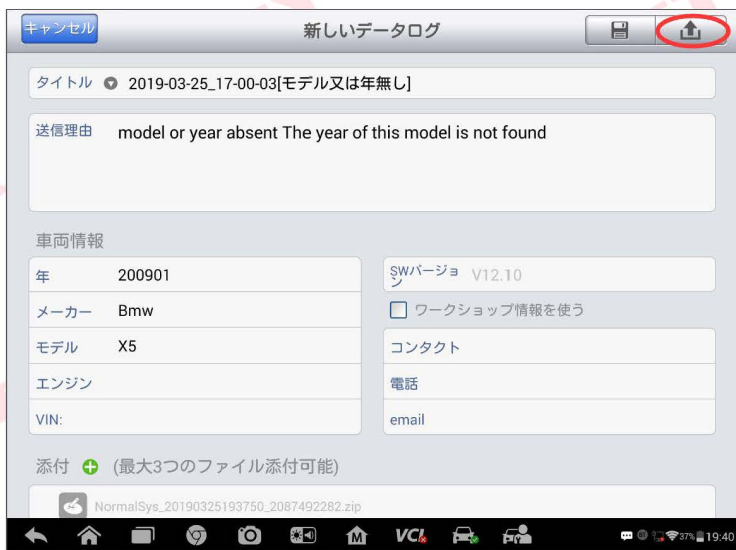 キャンセル 新しいデータログ
タイトル 2019-03-25_17-00-03[モデル又は年無し]
送信理由 model or year absent The year of this model is not found
車両情報
年 200901
メーカー Bmw
モデル X5
エンジン
VIN:
SWバージョ
ン V12.10
ワークショップ情報を使う
コンタクト
電話
email
添付 (最大3つのファイル添付可能)
NormalSys_20190325193750_2087492282.zip
M VCI 37% 19:40